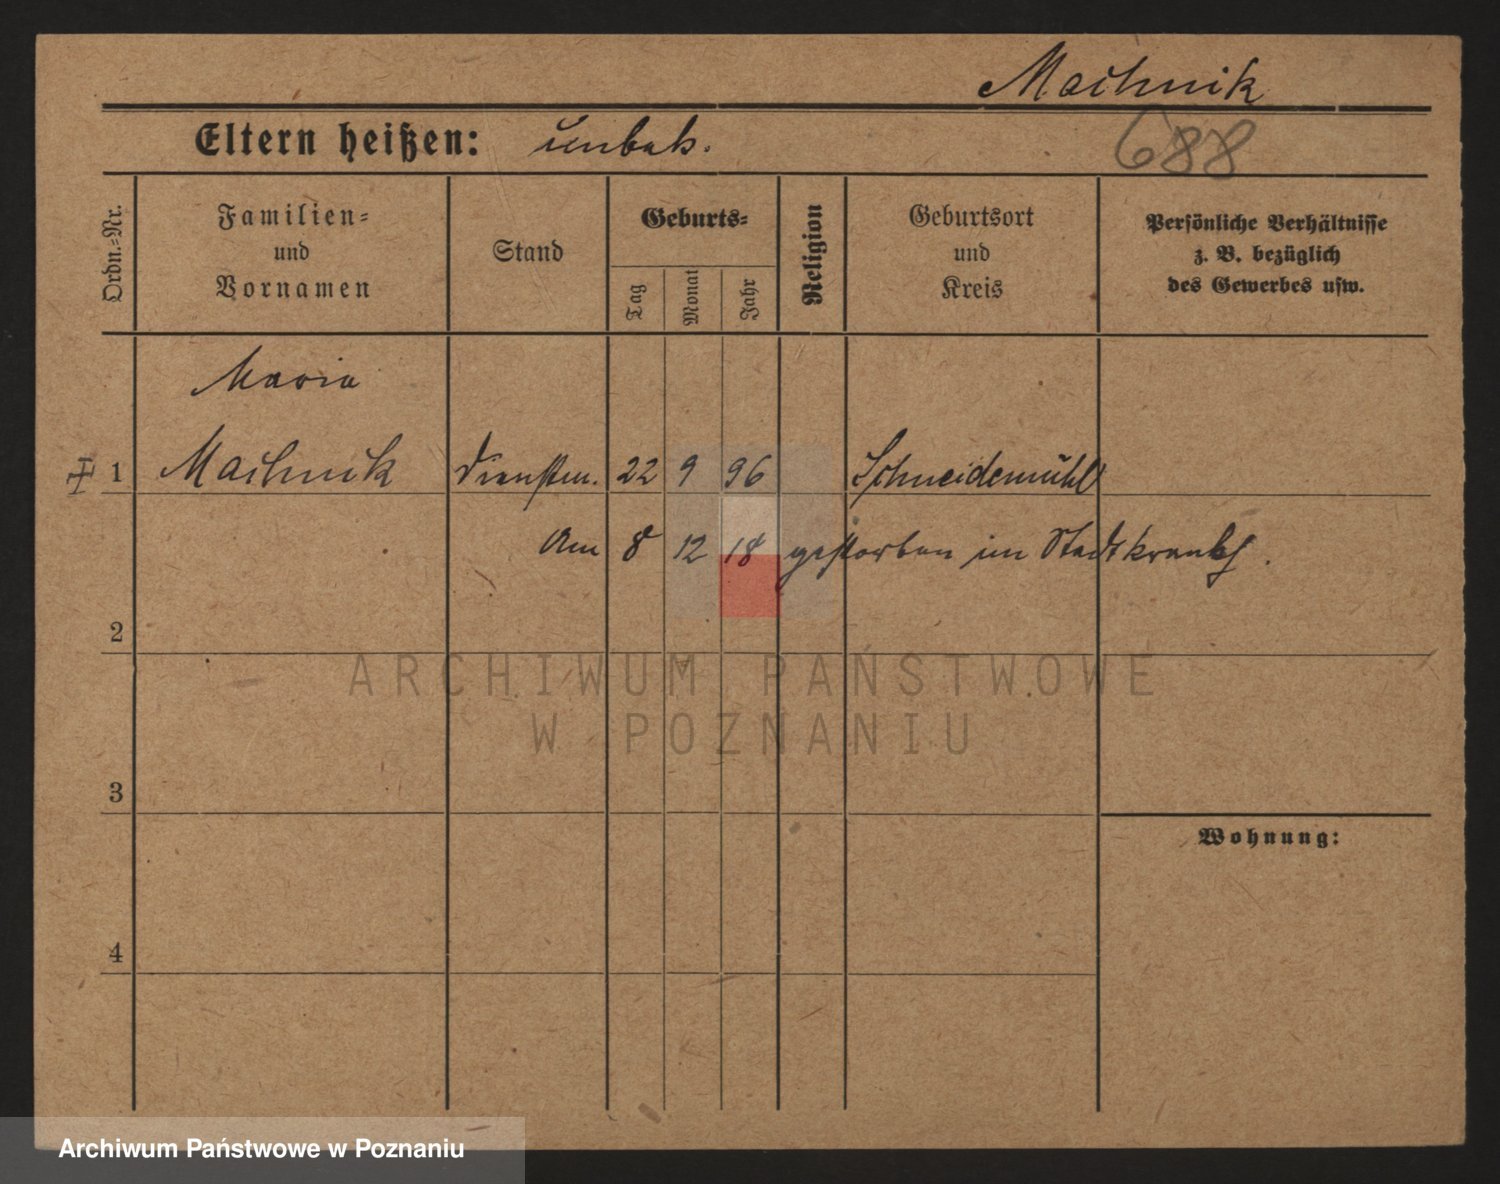 Machnik
Eltern heißen: unbek.
688
Ordn.-Nr.
Familien- und Vornamen
Stand
Geburts-
Tag
Monat
Jahr
Religion
Geburtsort und Kreis
Persönliche Verhältnisse
z. B. bezüglich
des Gewerbes usw.
Maria
1 Machnik Dienstm. 22 9 96 Schneidemühl
Am 8 12 18 gestorben im Stadtkrankh.
2
ARCHIWUM PAŃSTWOWE
W POZNANIU
3
Wohnung:
4
Archiwum Państwowe w Poznaniu